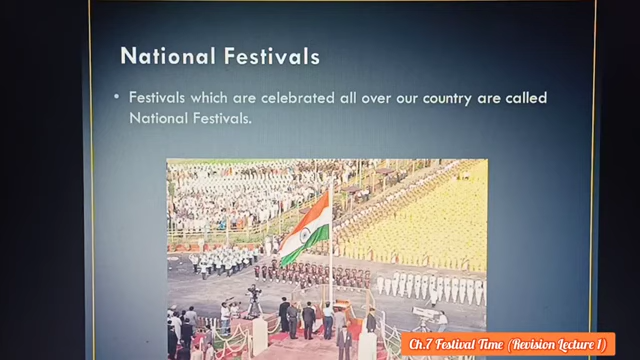 National Festivals
• Festivals which are celebrated all over our country are called
National Festivals.
Ch.7 Festival Time (Revision Lecture 1)